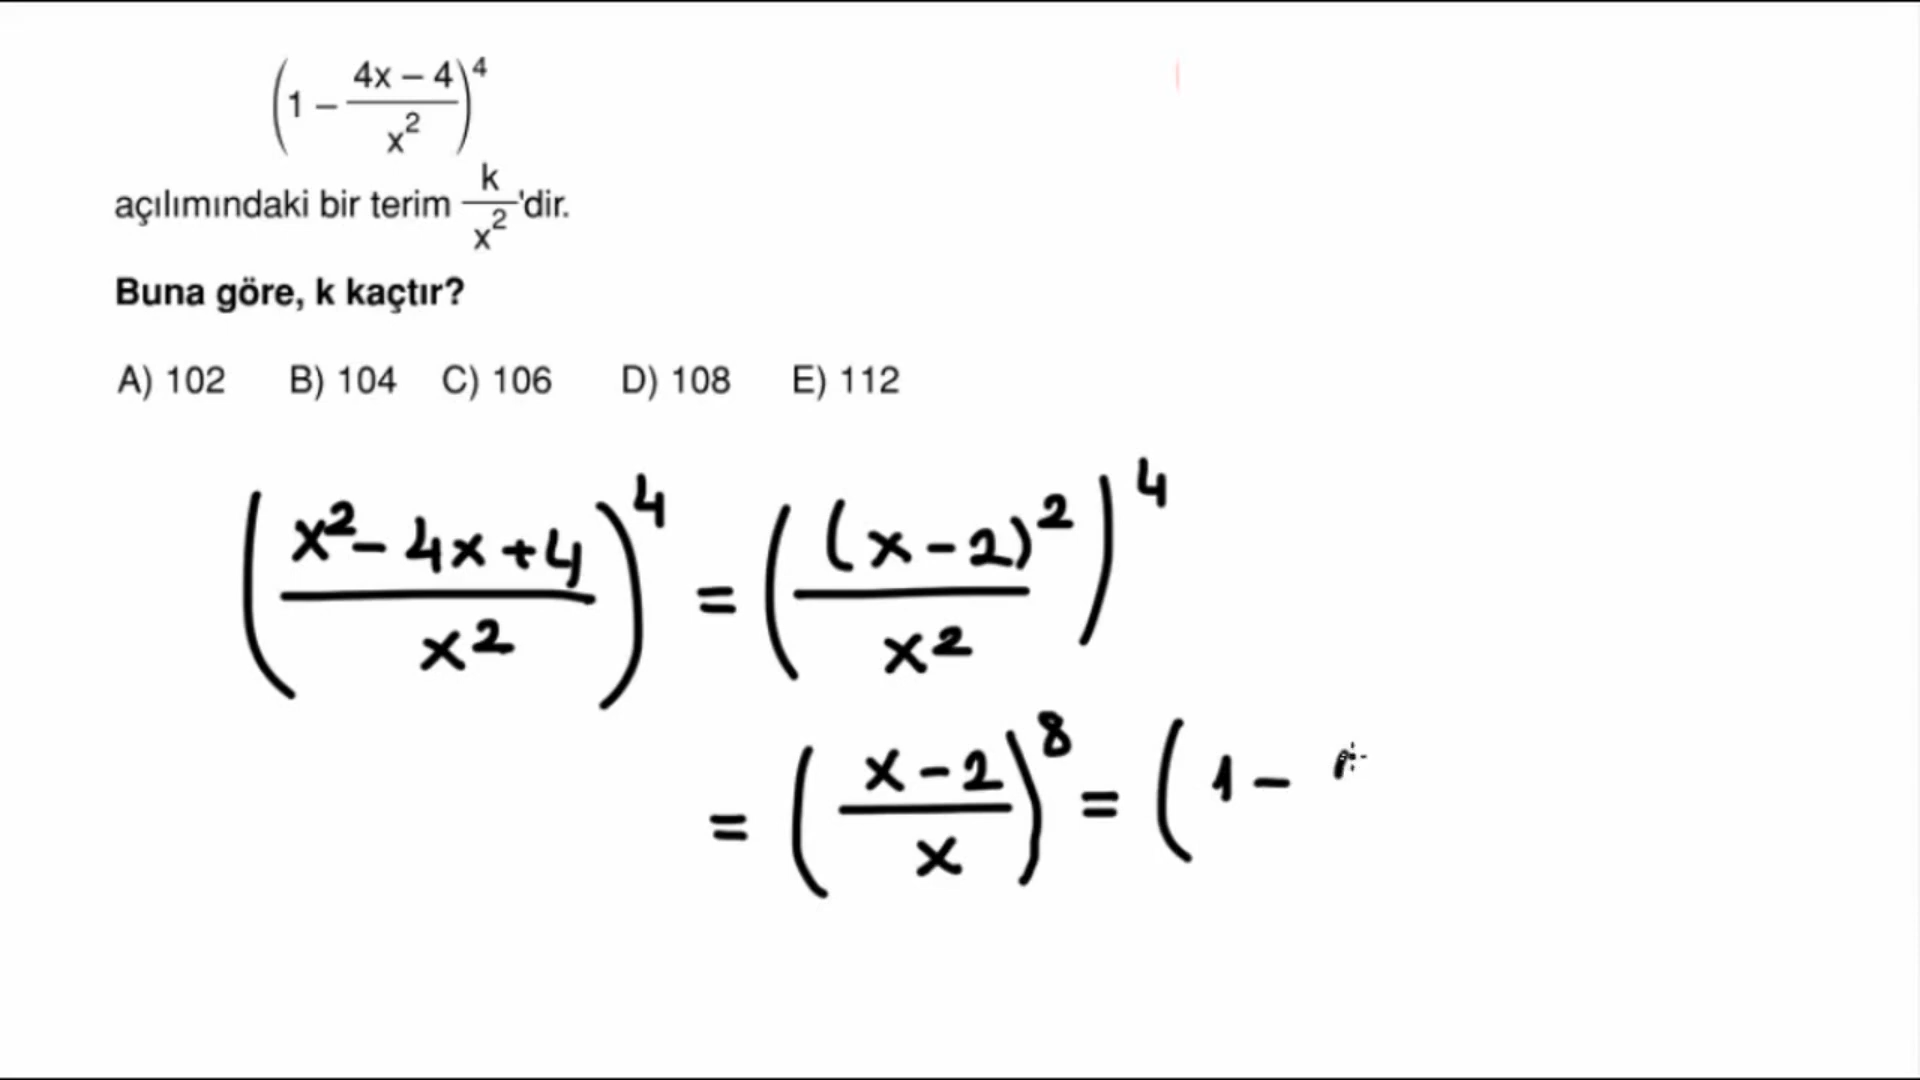 (1 − (4x − 4)/x²)⁴
açılımındaki bir terim k/x² 'dir.
Buna göre, k kaçtır?
A) 102 B) 104 C) 106 D) 108 E) 112
((x² − 4x + 4)/x²)⁴ = ((x − 2)²/x²)⁴
= ((x − 2)/x)⁸ = (1 −